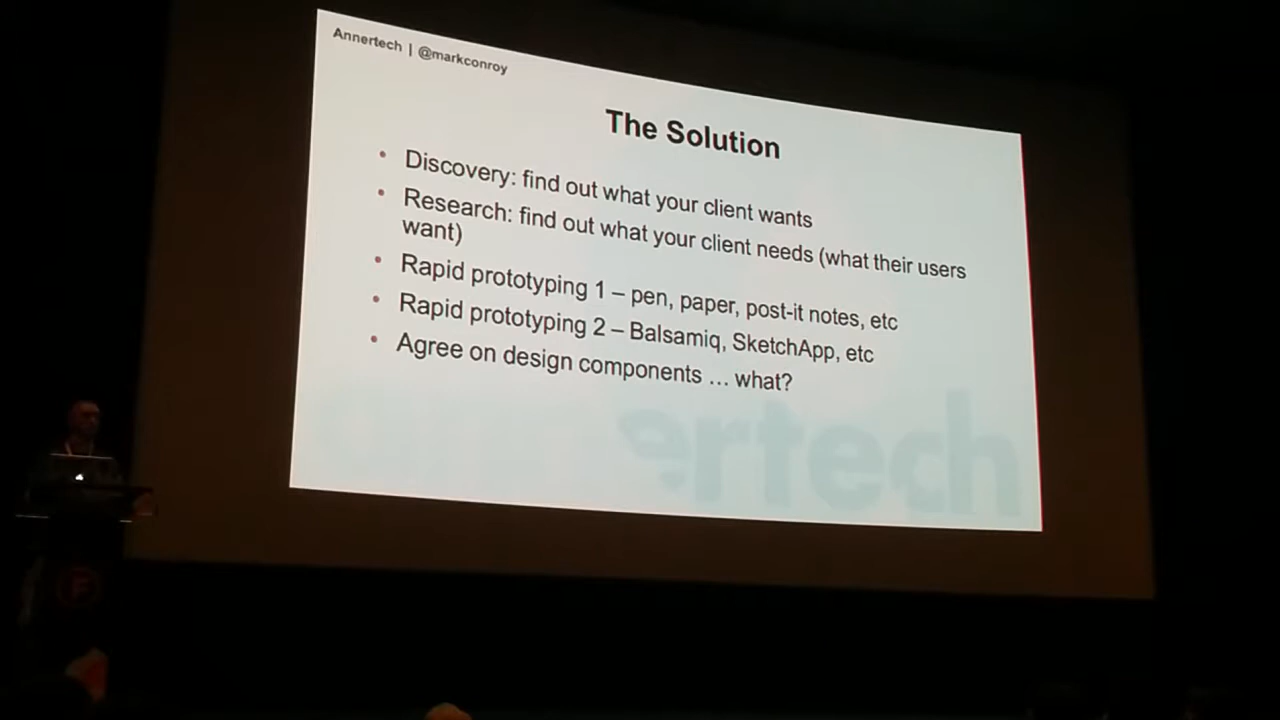 Annertech | @markconroy
The Solution
• Discovery: find out what your client wants
• Research: find out what your client needs (what their users
want)
• Rapid prototyping 1 – pen, paper, post-it notes, etc
• Rapid prototyping 2 – Balsamiq, SketchApp, etc
• Agree on design components … what?
annertech
F